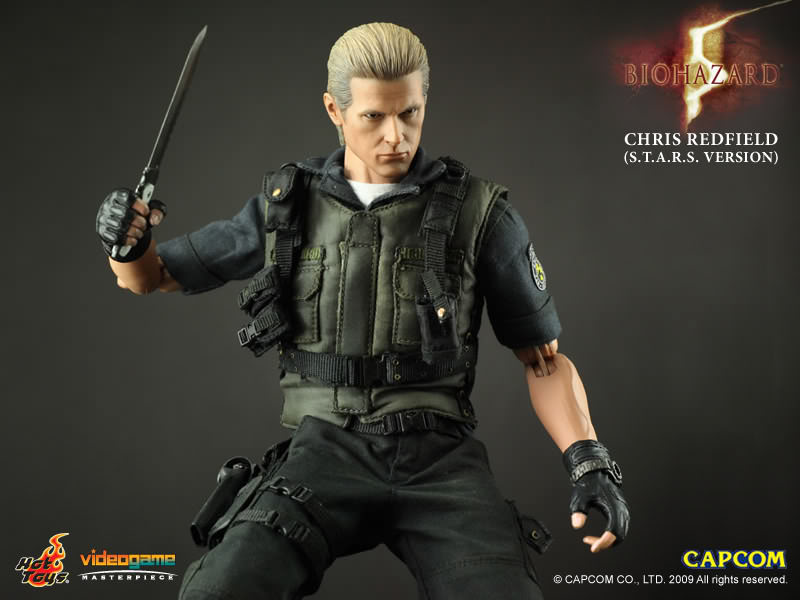 BIOHAZARD
5
CHRIS REDFIELD
(S.T.A.R.S. VERSION)
HOT
TOYS
videogame
MASTERPIECE
CAPCOM
© CAPCOM CO., LTD. 2009 All rights reserved.